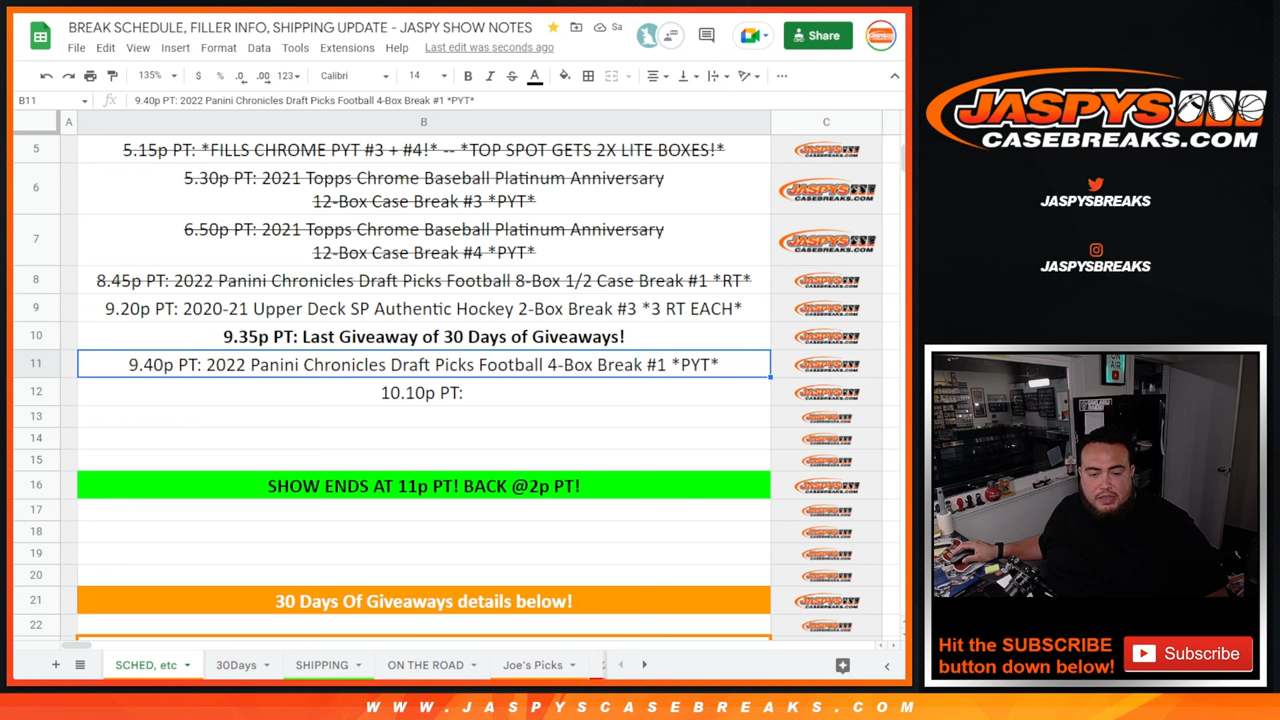 BREAK SCHEDULE, FILLER INFO, SHIPPING UPDATE - JASPY SHOW NOTES
Sa
File Edit View Insert Format Data Tools Extensions Help Last edit was seconds ago
Share
135% $ % .0 .00 123 Calibri 14 B I S A
B11 fx 9.40p PT: 2022 Panini Chronicles Draft Picks Football 4-Box Break #1 *PYT*
A B C
5 5.15p PT: *FILLS CHROME PYT #3 + #4!* -- *TOP SPOT GETS 2X LITE BOXES!*
6 5.30p PT: 2021 Topps Chrome Baseball Platinum Anniversary
12-Box Case Break #3 *PYT*
7 6.50p PT: 2021 Topps Chrome Baseball Platinum Anniversary
12-Box Case Break #4 *PYT*
8 8.45p PT: 2022 Panini Chronicles Draft Picks Football 8-Box 1/2 Case Break #1 *RT*
9 9.20p PT: 2020-21 Upper Deck SP Authentic Hockey 2-Box Break #3 *3 RT EACH*
10 9.35p PT: Last Giveaway of 30 Days of Giveaways!
11 9.40p PT: 2022 Panini Chronicles Draft Picks Football 4-Box Break #1 *PYT*
12 10.10p PT:
13
14
15
16 SHOW ENDS AT 11p PT! BACK @2p PT!
17
18
19
20
21 30 Days Of Giveaways details below!
22
SCHED, etc 30Days SHIPPING ON THE ROAD Joe's Picks
JASPYS
CASEBREAKS.COM
JASPYSBREAKS
JASPYSBREAKS
ON AIR
Hit the SUBSCRIBE
button down below!
Subscribe
WWW.JASPYSCASEBREAKS.COM